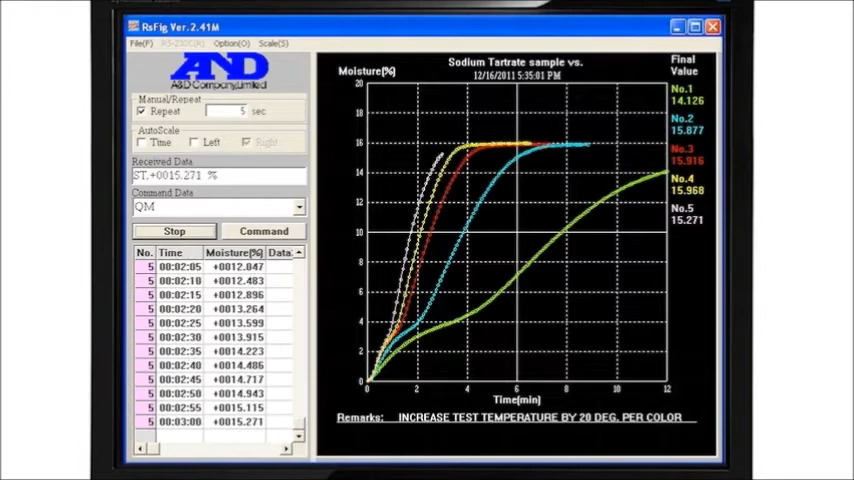 RsFig Ver.2.41M
File(F) RS-232C(R) Option(O) Scale(S)
AND
A&D Company,Limited
Manual/Repeat
Repeat 5 sec
AutoScale
Time Left Right
Received Data
ST,+0015.271 %
Command Data
QM
Stop Command
No. Time Moisture(%) Data
5 00:02:05 +0012.047
5 00:02:10 +0012.483
5 00:02:15 +0012.896
5 00:02:20 +0013.264
5 00:02:25 +0013.599
5 00:02:30 +0013.915
5 00:02:35 +0014.223
5 00:02:40 +0014.486
5 00:02:45 +0014.717
5 00:02:50 +0014.943
5 00:02:55 +0015.115
5 00:03:00 +0015.271
Sodium Tartrate sample vs.
12/16/2011 5:35:01 PM
Moisture(%)
20
18
16
14
12
10
8
6
4
2
0
0 2 4 6 8 10 12
Time(min)
Remarks: INCREASE TEST TEMPERATURE BY 20 DEG. PER COLOR
Final
Value
No.1
14.126
No.2
15.877
No.3
15.916
No.4
15.968
No.5
15.271